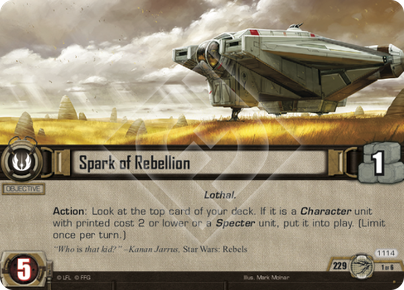 Spark of Rebellion
1
OBJECTIVE
Lothal.
Action: Look at the top card of your deck. If it is a Character unit
with printed cost 2 or lower or a Specter unit, put it into play. (Limit
once per turn.)
"Who is that kid?" –Kanan Jarrus, Star Wars: Rebels
1114
5
© LFL © FFG
Illus. Mark Molnar
229
1 of 6